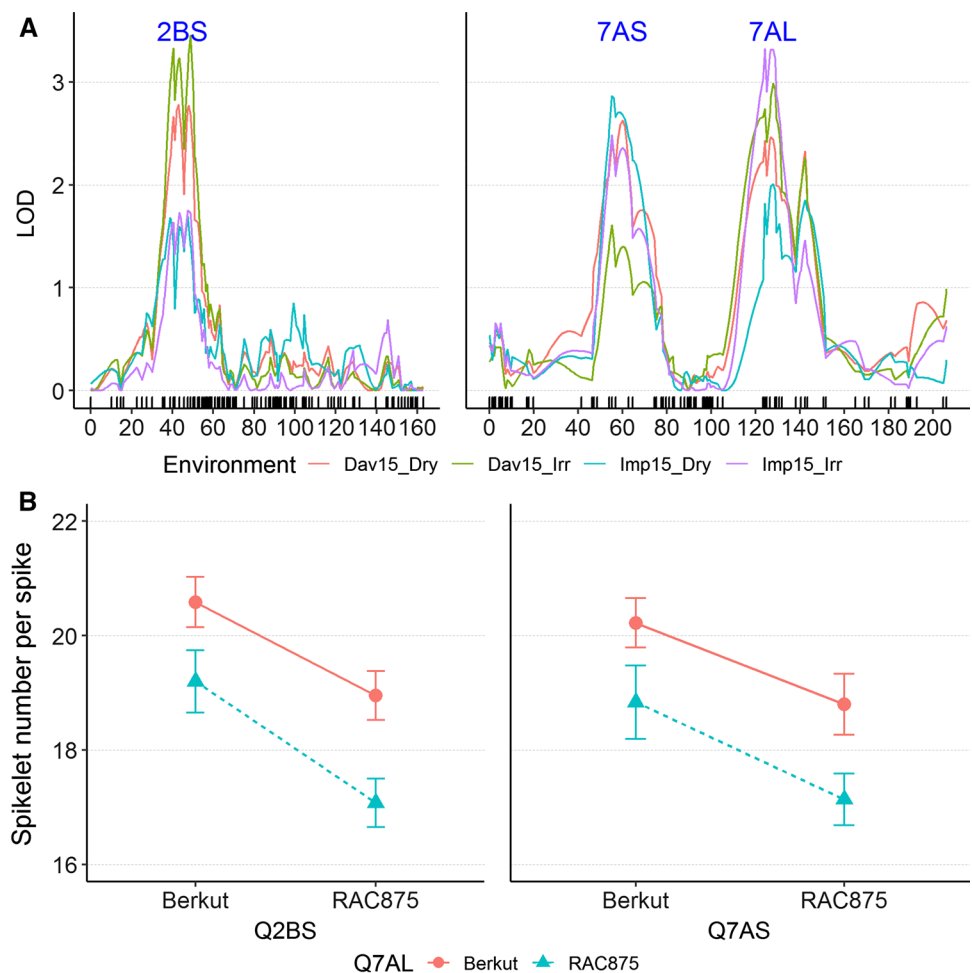 A
2BS 7AS 7AL
3
2
1
0
LOD
0 20 40 60 80 100 120 140 160 0 20 40 60 80 100 120 140 160 180 200
Environment Dav15_Dry Dav15_Irr Imp15_Dry Imp15_Irr
B
22
20
18
16
Spikelet number per spike
Berkut RAC875 Berkut RAC875
Q2BS Q7AS
Q7AL Berkut RAC875